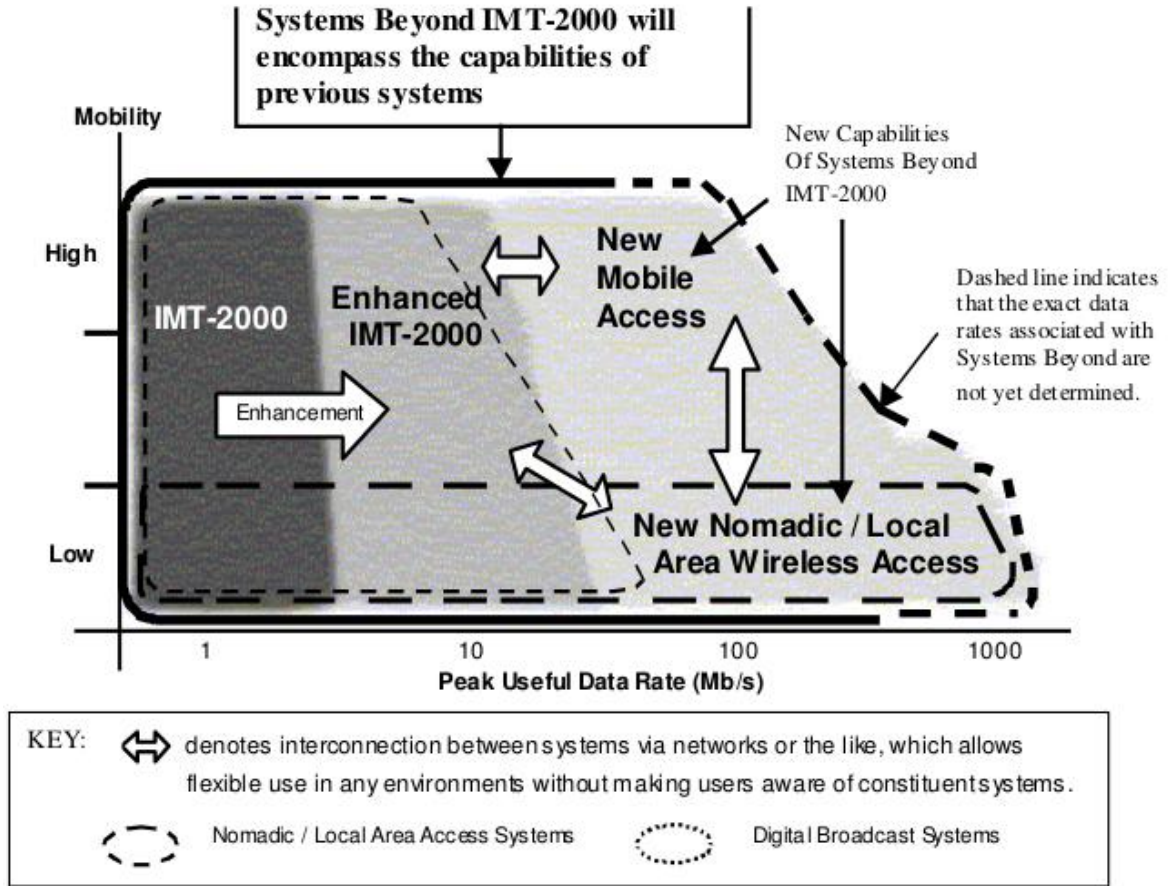 Systems Beyond IMT-2000 will
encompass the capabilities of
previous systems
Mobility
New Capabilities
Of Systems Beyond
IMT-2000
High
New
Mobile
Access
Dashed line indicates
that the exact data
rates associated with
Systems Beyond are
not yet determined.
IMT-2000
Enhanced
IMT-2000
Enhancement
Low
New Nomadic / Local
Area Wireless Access
1 10 100 1000
Peak Useful Data Rate (Mb/s)
KEY: denotes interconnection between systems via networks or the like, which allows
flexible use in any environments without making users aware of constituent systems.
Nomadic / Local Area Access Systems Digital Broadcast Systems